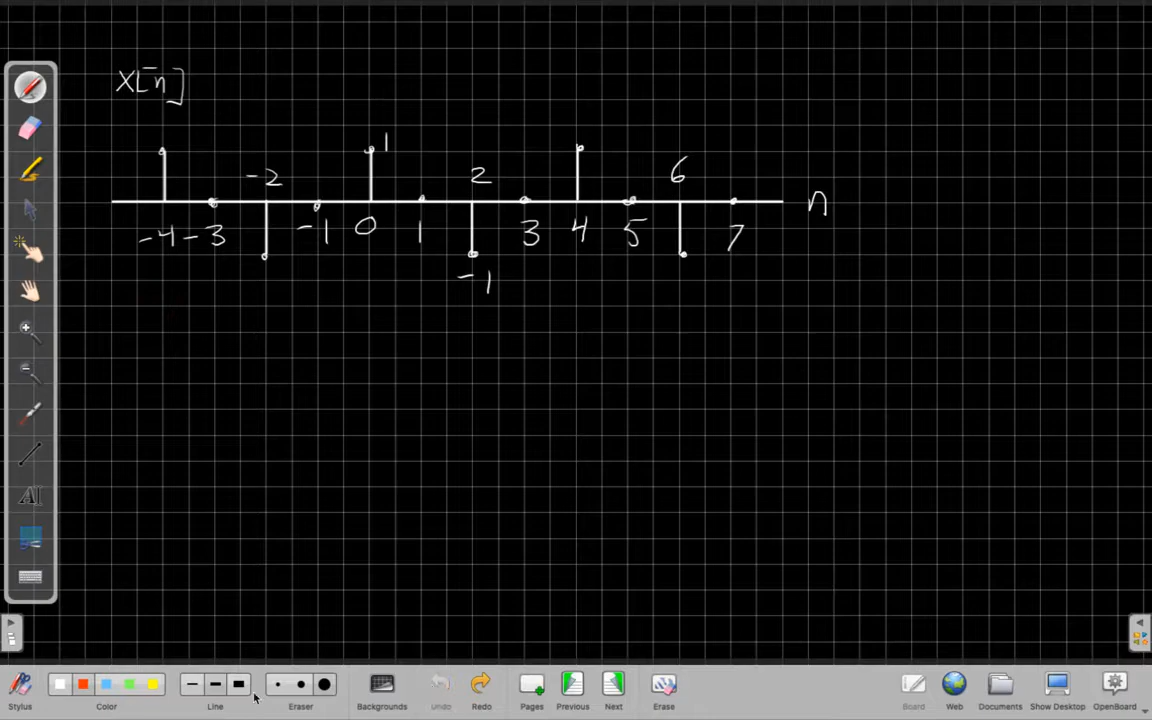 X[n]
1
-2 2 6
n
-4 -3 -1 0 1 3 4 5 7
-1
Stylus Color Line Eraser Backgrounds Undo Redo Pages Previous Next Erase Board Web Documents Show Desktop OpenBoard